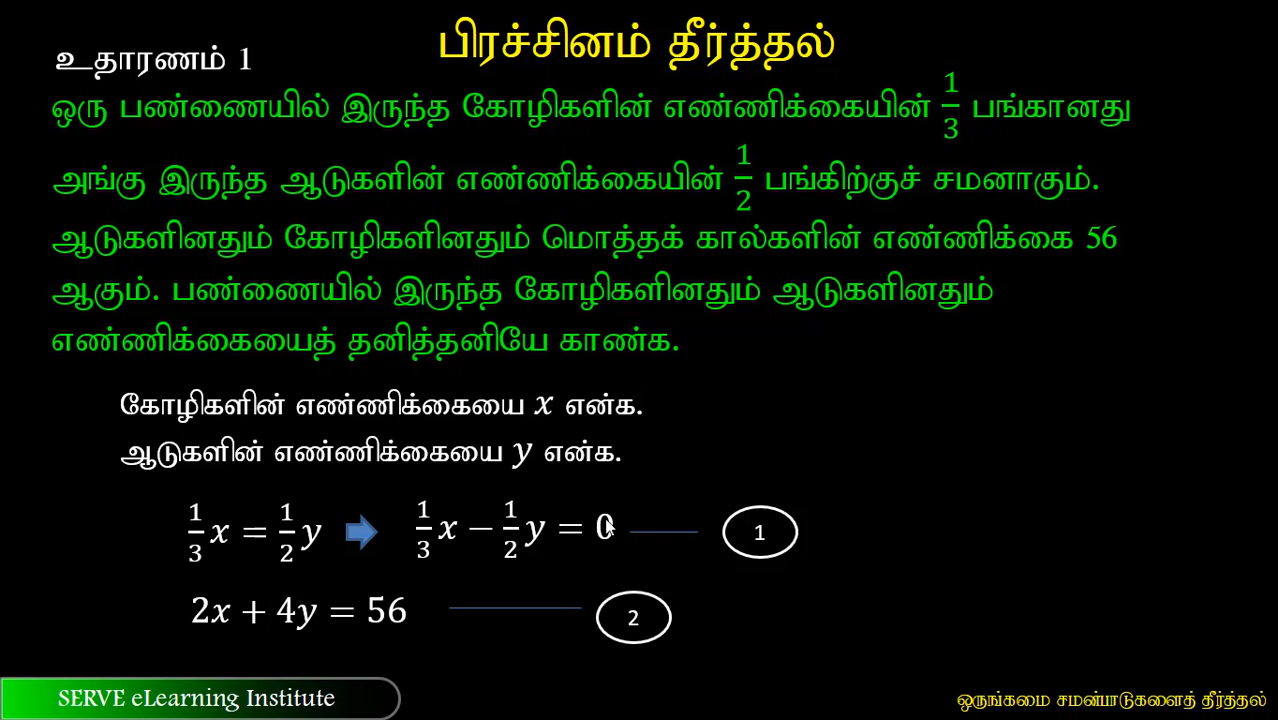 பிரச்சினம் தீர்த்தல்
உதாரணம் 1
ஒரு பண்ணையில் இருந்த கோழிகளின் எண்ணிக்கையின் 1/3 பங்கானது
அங்கு இருந்த ஆடுகளின் எண்ணிக்கையின் 1/2 பங்கிற்குச் சமனாகும்.
ஆடுகளினதும் கோழிகளினதும் மொத்தக் கால்களின் எண்ணிக்கை 56
ஆகும். பண்ணையில் இருந்த கோழிகளினதும் ஆடுகளினதும்
எண்ணிக்கையைத் தனித்தனியே காண்க.
கோழிகளின் எண்ணிக்கையை x என்க.
ஆடுகளின் எண்ணிக்கையை y என்க.
1/3 x = 1/2 y 1/3 x − 1/2 y = 0 1
2x + 4y = 56 2
SERVE eLearning Institute
ஒருங்கமை சமன்பாடுகளைத் தீர்த்தல்